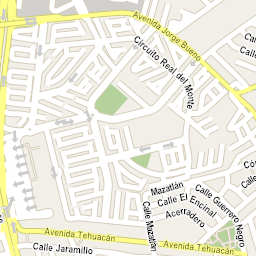 Avenida Jorge Bueno
Circuito Real del Monte
Mazatlán
Calle El Encinal
Acerradero
Calle Guerrero Negro
Calle Mazatlán
Avenida Tehuacán
Avenida Tehuacán
Calle Jaramillo
Calle
Calle